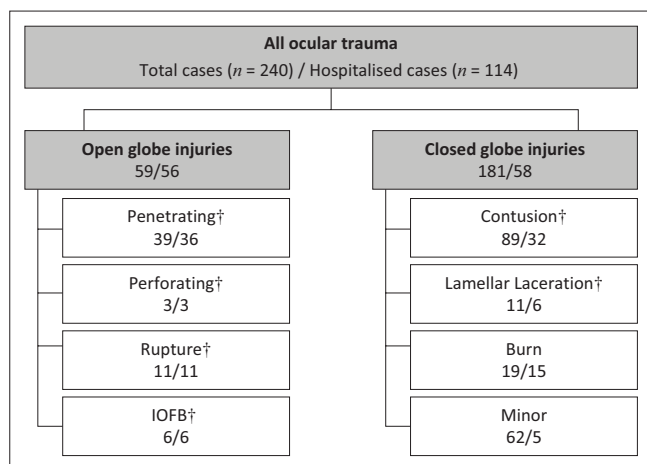 All ocular trauma
Total cases (n = 240) / Hospitalised cases (n = 114)
Open globe injuries
59/56
Penetrating†
39/36
Perforating†
3/3
Rupture†
11/11
IOFB†
6/6
Closed globe injuries
181/58
Contusion†
89/32
Lamellar Laceration†
11/6
Burn
19/15
Minor
62/5